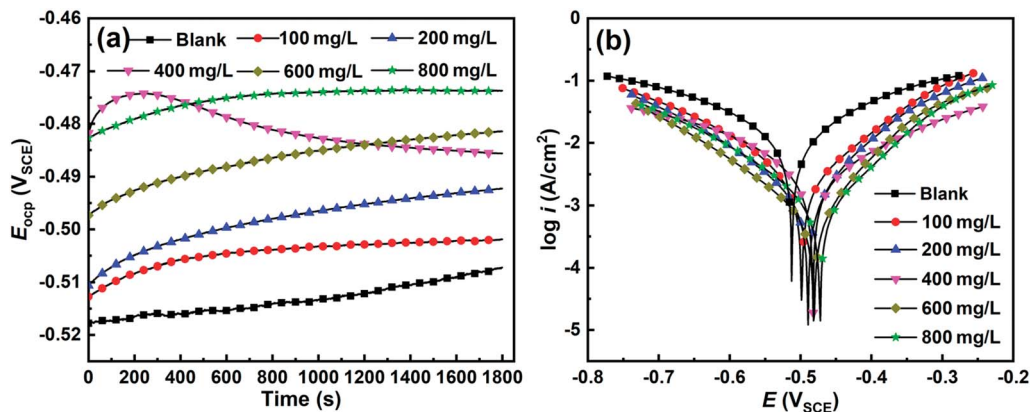 (a)
Blank 100 mg/L 200 mg/L
400 mg/L 600 mg/L 800 mg/L
-0.46
-0.47
-0.48
-0.49
-0.50
-0.51
-0.52
E_ocp (V_SCE)
0 200 400 600 800 1000 1200 1400 1600 1800
Time (s)
(b)
0
-1
-2
-3
-4
-5
log i (A/cm²)
Blank
100 mg/L
200 mg/L
400 mg/L
600 mg/L
800 mg/L
-0.8 -0.7 -0.6 -0.5 -0.4 -0.3 -0.2
E (V_SCE)